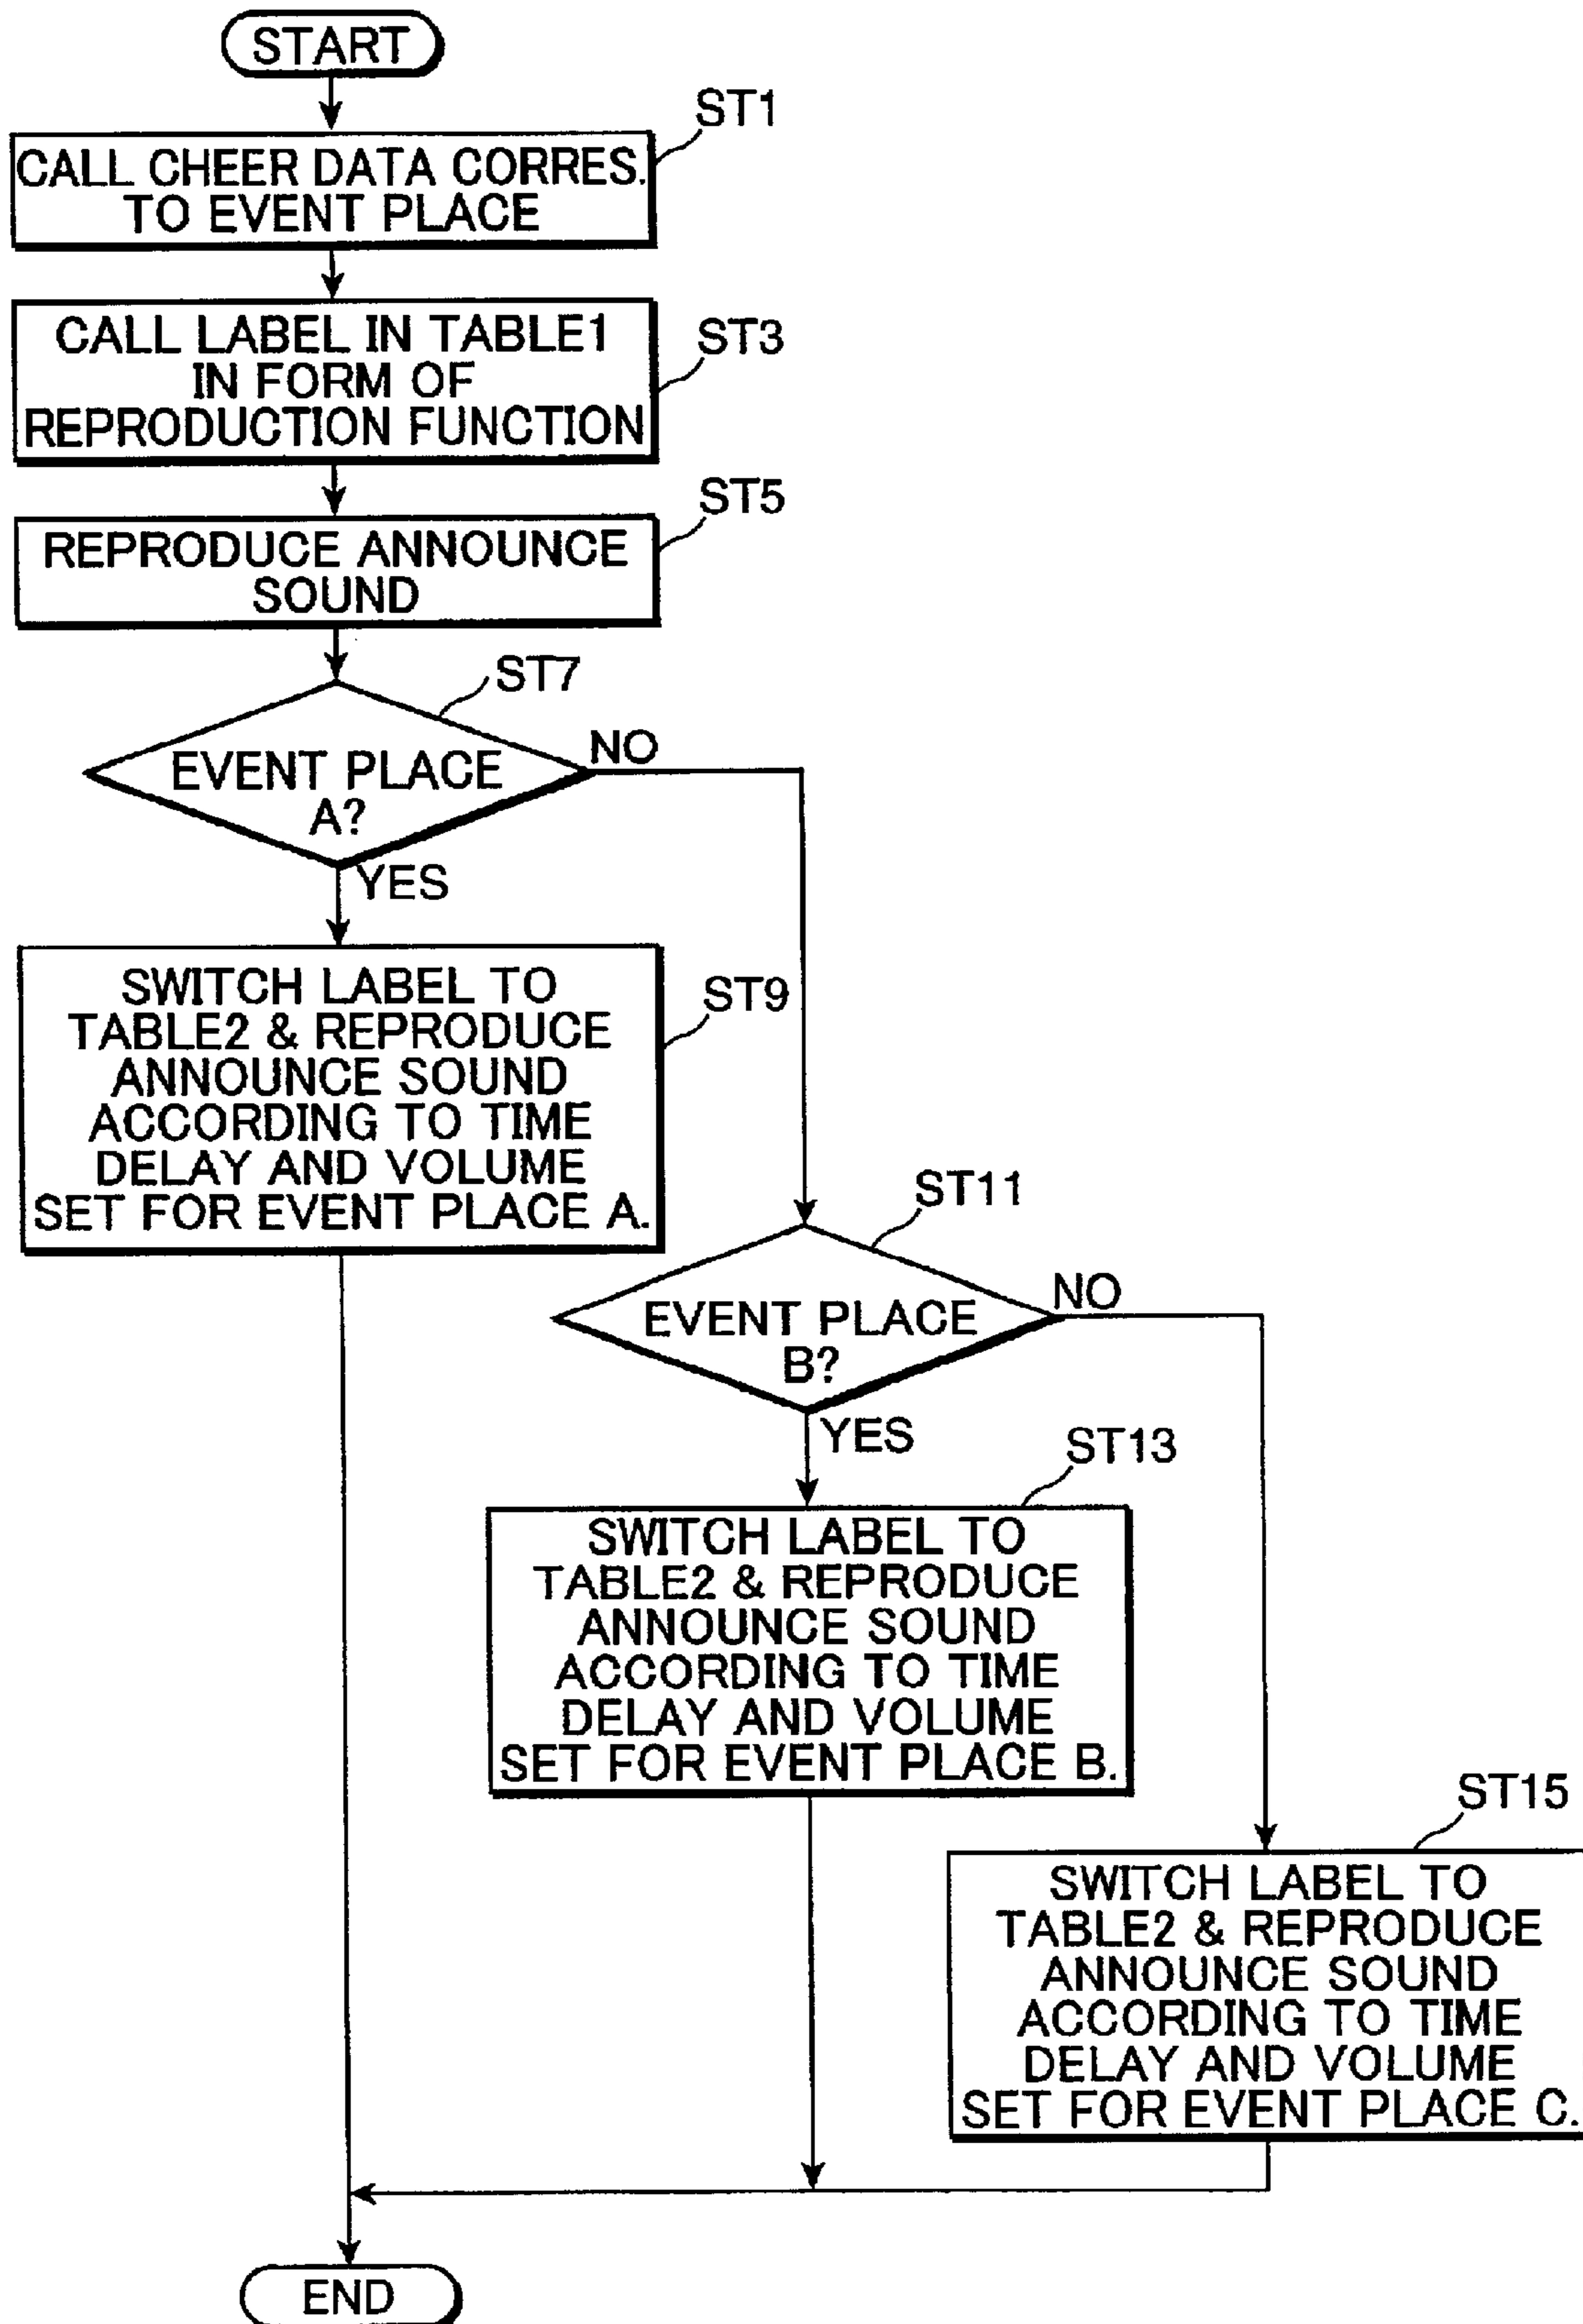 START
ST1
CALL CHEER DATA CORRES.
TO EVENT PLACE
ST3
CALL LABEL IN TABLE1
IN FORM OF
REPRODUCTION FUNCTION
ST5
REPRODUCE ANNOUNCE
SOUND
ST7
EVENT PLACE
A?
NO
YES
ST9
SWITCH LABEL TO
TABLE2 & REPRODUCE
ANNOUNCE SOUND
ACCORDING TO TIME
DELAY AND VOLUME
SET FOR EVENT PLACE A.
ST11
EVENT PLACE
B?
NO
YES
ST13
SWITCH LABEL TO
TABLE2 & REPRODUCE
ANNOUNCE SOUND
ACCORDING TO TIME
DELAY AND VOLUME
SET FOR EVENT PLACE B.
ST15
SWITCH LABEL TO
TABLE2 & REPRODUCE
ANNOUNCE SOUND
ACCORDING TO TIME
DELAY AND VOLUME
SET FOR EVENT PLACE C.
END